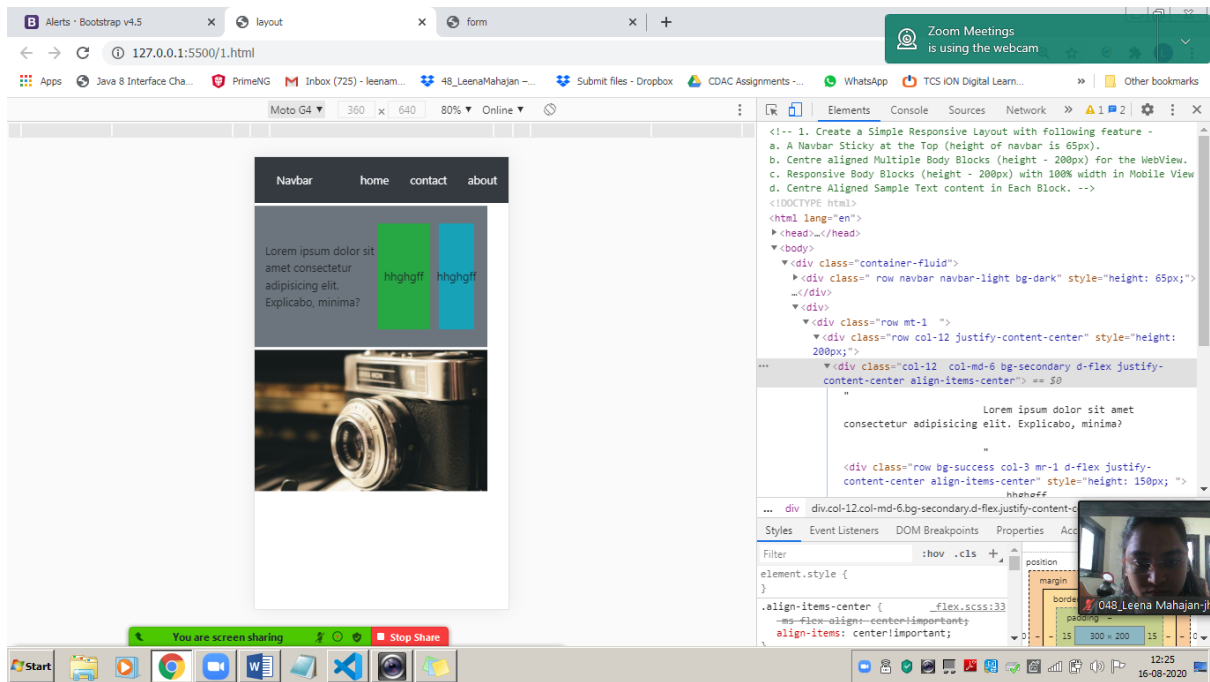 Alerts · Bootstrap v4.5
layout
form
Zoom Meetings
is using the webcam
127.0.0.1:5500/1.html
Apps
Java 8 Interface Cha...
PrimeNG
Inbox (725) - leenam...
48_LeenaMahajan –...
Submit files - Dropbox
CDAC Assignments -...
WhatsApp
TCS iON Digital Learn...
Other bookmarks
Moto G4 ▼ 360 x 640 80% ▼ Online ▼
Elements Console Sources Network 1 2
Navbar home contact about
Lorem ipsum dolor sit
amet consectetur
adipisicing elit.
Explicabo, minima?
hhghgff
hhghgff
<!-- 1. Create a Simple Responsive Layout with following feature -
a. A Navbar Sticky at the Top (height of navbar is 65px).
b. Centre aligned Multiple Body Blocks (height - 200px) for the WebView.
c. Responsive Body Blocks (height - 200px) with 100% width in Mobile View
d. Centre Aligned Sample Text content in Each Block. -->
<!DOCTYPE html>
<html lang="en">
<head>…</head>
<body>
<div class="container-fluid">
<div class=" row navbar navbar-light bg-dark" style="height: 65px;">
…</div>
<div>
<div class="row mt-1  ">
<div class="row col-12 justify-content-center" style="height:
200px;">
<div class="col-12  col-md-6 bg-secondary d-flex justify-
content-center align-items-center"> == $0
"
Lorem ipsum dolor sit amet
consectetur adipisicing elit. Explicabo, minima?
"
<div class="row bg-success col-3 mr-1 d-flex justify-
content-center align-items-center" style="height: 150px; ">
hhghgff
... div div.col-12.col-md-6.bg-secondary.d-flex.justify-content-c
Styles Event Listeners DOM Breakpoints Properties Acc
Filter :hov .cls +
element.style {
}
.align-items-center { _flex.scss:33
-ms-flex-align: center!important;
align-items: center!important;
}
position
margin
borde
padding -
0 - 15 300 × 200 15 - - 0
048_Leena Mahajan-jh
You are screen sharing
Stop Share
Start
12:25
16-08-2020